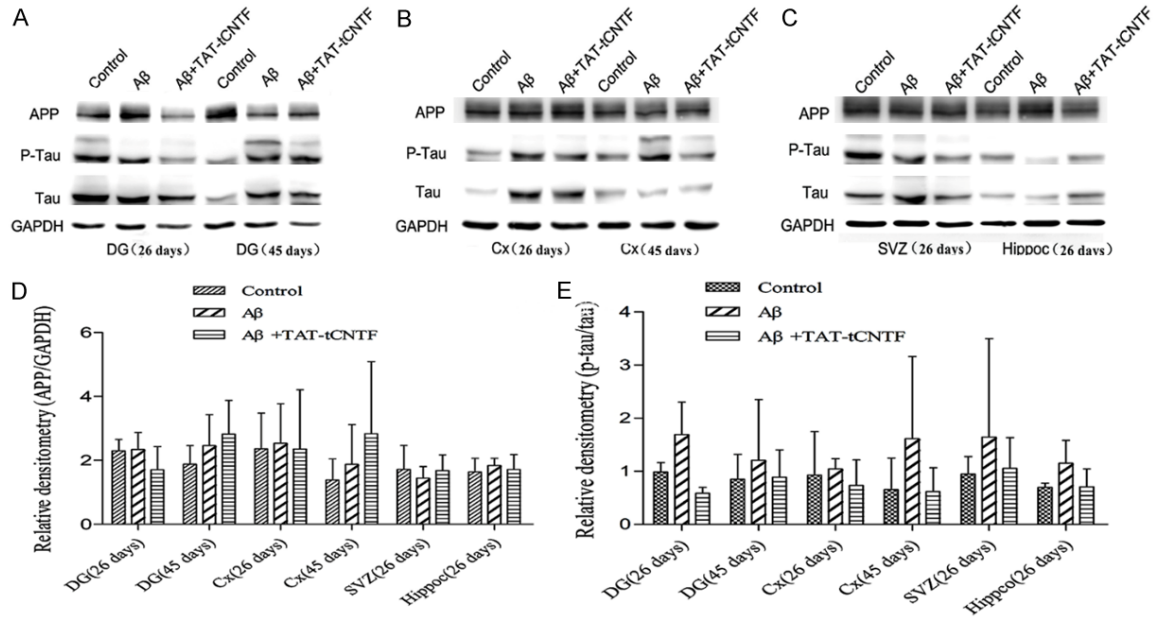 A
Control
Aβ
Aβ+TAT-tCNTF
Control
Aβ
Aβ+TAT-tCNTF
APP
P-Tau
Tau
GAPDH
DG(26 days)
DG(45 days)
B
Control
Aβ
Aβ+TAT-tCNTF
Control
Aβ
Aβ+TAT-tCNTF
APP
P-Tau
Tau
GAPDH
Cx(26 days)
Cx(45 days)
C
Control
Aβ
Aβ+TAT-tCNTF
Control
Aβ
Aβ+TAT-tCNTF
APP
P-Tau
Tau
GAPDH
SVZ(26 days)
Hippoc(26 days)
D
Control
Aβ
Aβ +TAT-tCNTF
Relative densitometry (APP/GAPDH)
6
4
2
0
DG(26 days)
DG(45 days)
Cx(26 days)
Cx(45 days)
SVZ(26 days)
Hippoc(26 days)
E
Control
Aβ
Aβ +TAT-tCNTF
Relative densitometry (p-tau/tau)
4
3
2
1
0
DG(26 days)
DG(45 days)
Cx(26 days)
Cx(45 days)
SVZ(26 days)
Hippco(26 days)